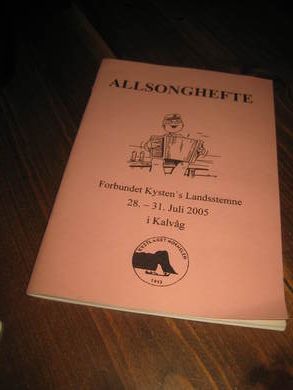 ALLSONGHEFTE
Forbundet Kysten's Landsstemne
28. – 31. Juli 2005
i Kalvåg